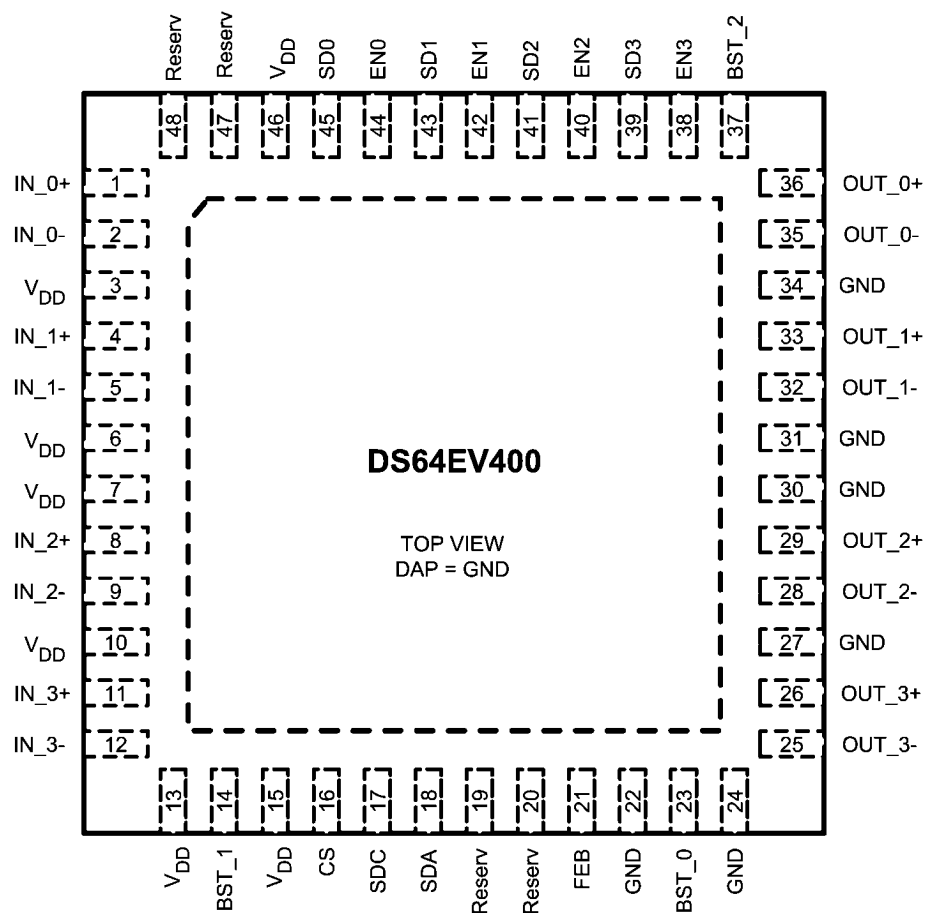 Reserv
Reserv
VDD
SD0
EN0
SD1
EN1
SD2
EN2
SD3
EN3
BST_2
48
47
46
45
44
43
42
41
40
39
38
37
IN_0+ 1
36 OUT_0+
IN_0- 2
35 OUT_0-
VDD 3
34 GND
IN_1+ 4
33 OUT_1+
IN_1- 5
32 OUT_1-
VDD 6
31 GND
VDD 7
30 GND
IN_2+ 8
29 OUT_2+
IN_2- 9
28 OUT_2-
VDD 10
27 GND
IN_3+ 11
26 OUT_3+
IN_3- 12
25 OUT_3-
DS64EV400
TOP VIEW
DAP = GND
13
14
15
16
17
18
19
20
21
22
23
24
VDD
BST_1
VDD
CS
SDC
SDA
Reserv
Reserv
FEB
GND
BST_0
GND